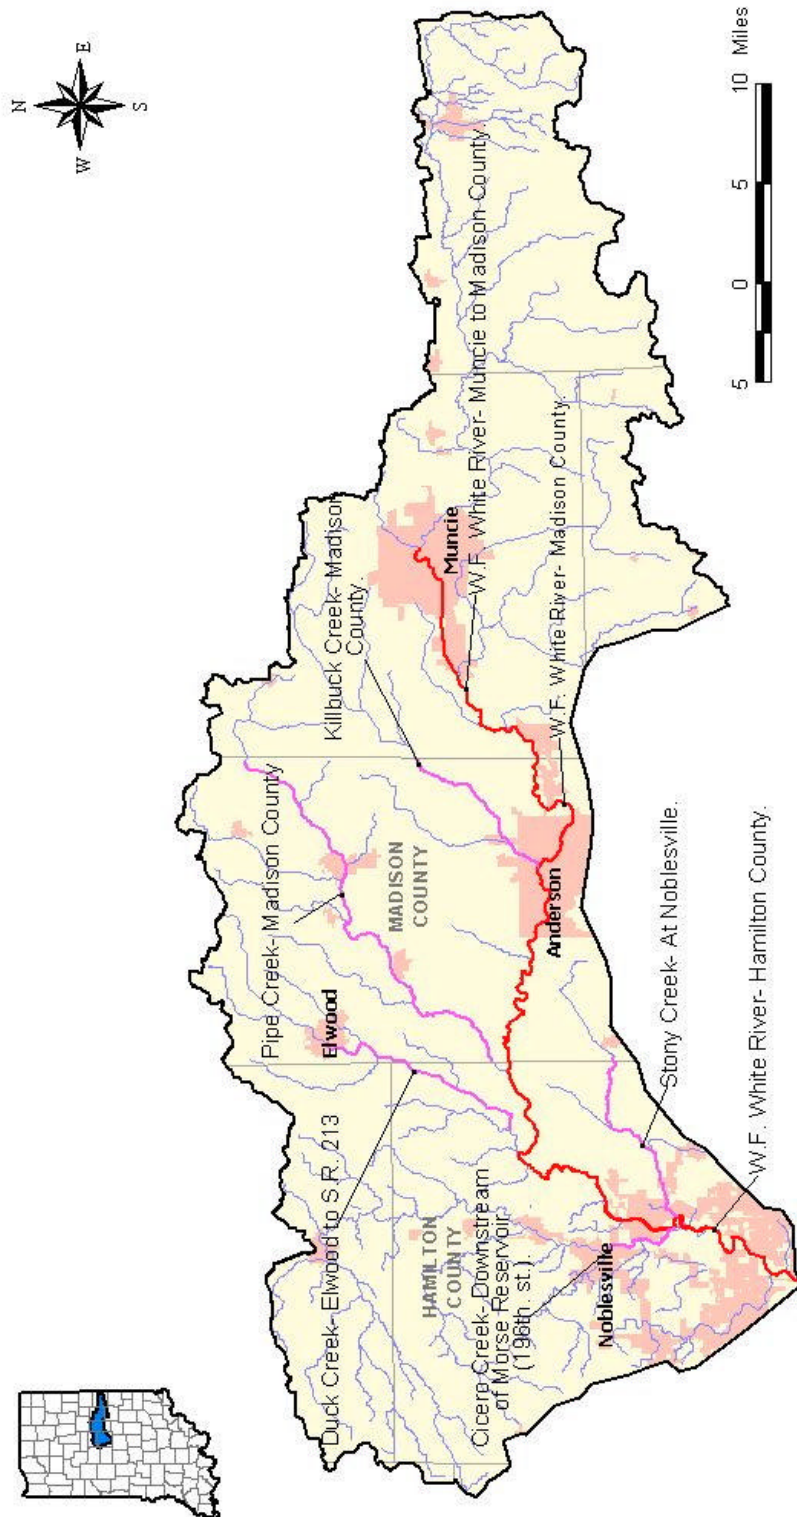 N
W
E
S
Pipe Creek- Madison County
Killbuck Creek- Madison
County.
Duck Creek- Elwood to S.R. 213
Elwood
MADISON
COUNTY
Muncie
W.F. White River- Muncie to Madison County.
HAMILTON
COUNTY
Cicero Creek- Downstream
of Morse Reservoir
(196th. st.).
Anderson
W.F. White River- Madison County.
Noblesville
Stony Creek- At Noblesville.
W.F. White River- Hamilton County.
5
0
5
10
Miles